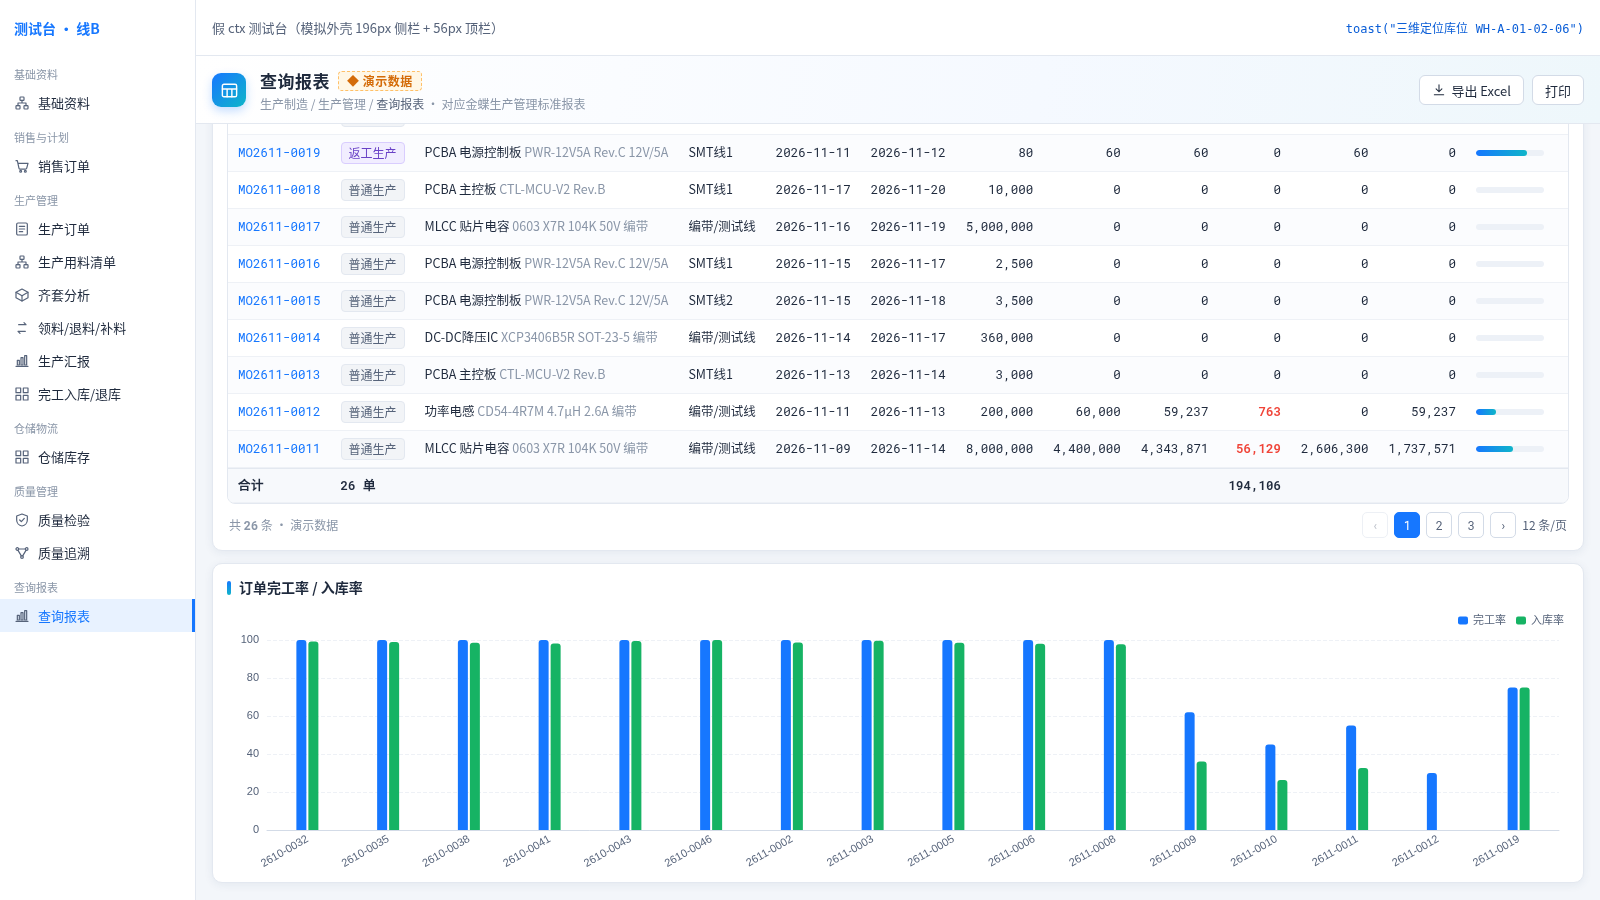 测试台 · 线B
假 ctx 测试台（模拟外壳 196px 侧栏 + 56px 顶栏）
toast("三维定位库位 WH-A-01-02-06")
基础资料
基础资料
销售与计划
销售订单
生产管理
生产订单
生产用料清单
齐套分析
领料/退料/补料
生产汇报
完工入库/退库
仓储物流
仓储库存
质量管理
质量检验
质量追溯
查询报表
查询报表
查询报表 ◆ 演示数据
生产制造 / 生产管理 / 查询报表 · 对应金蝶生产管理标准报表
导出 Excel 打印
MO2611-0019 返工生产 PCBA 电源控制板 PWR-12V5A Rev.C 12V/5A SMT线1 2026-11-11 2026-11-12 80 60 60 0 60 0
MO2611-0018 普通生产 PCBA 主控板 CTL-MCU-V2 Rev.B SMT线1 2026-11-17 2026-11-20 10,000 0 0 0 0 0
MO2611-0017 普通生产 MLCC 贴片电容 0603 X7R 104K 50V 编带 编带/测试线 2026-11-16 2026-11-19 5,000,000 0 0 0 0 0
MO2611-0016 普通生产 PCBA 电源控制板 PWR-12V5A Rev.C 12V/5A SMT线1 2026-11-15 2026-11-17 2,500 0 0 0 0 0
MO2611-0015 普通生产 PCBA 电源控制板 PWR-12V5A Rev.C 12V/5A SMT线2 2026-11-15 2026-11-18 3,500 0 0 0 0 0
MO2611-0014 普通生产 DC-DC降压IC XCP3406B5R SOT-23-5 编带 编带/测试线 2026-11-14 2026-11-17 360,000 0 0 0 0 0
MO2611-0013 普通生产 PCBA 主控板 CTL-MCU-V2 Rev.B SMT线1 2026-11-13 2026-11-14 3,000 0 0 0 0 0
MO2611-0012 普通生产 功率电感 CD54-4R7M 4.7μH 2.6A 编带 编带/测试线 2026-11-11 2026-11-13 200,000 60,000 59,237 763 0 59,237
MO2611-0011 普通生产 MLCC 贴片电容 0603 X7R 104K 50V 编带 编带/测试线 2026-11-09 2026-11-14 8,000,000 4,400,000 4,343,871 56,129 2,606,300 1,737,571
合计 26 单 194,106
共 26 条 · 演示数据
‹ 1 2 3 › 12 条/页
订单完工率 / 入库率
完工率 入库率
100
80
60
40
20
0
2610-0032 2610-0035 2610-0038 2610-0041 2610-0043 2610-0046 2611-0002 2611-0003 2611-0005 2611-0006 2611-0008 2611-0009 2611-0010 2611-0011 2611-0012 2611-0019